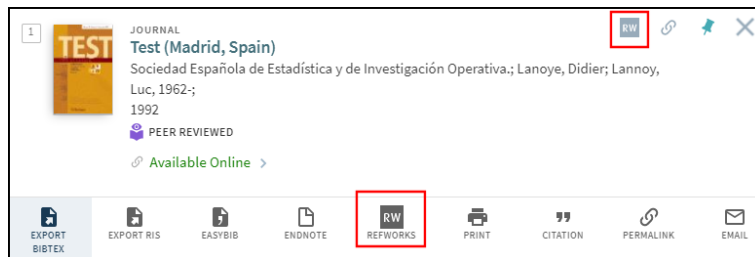 1
TEST
JOURNAL
RW
Test (Madrid, Spain)
Sociedad Española de Estadística y de Investigación Operativa.; Lanoye, Didier; Lannoy,
Luc, 1962-;
1992
PEER REVIEWED
Available Online >
EXPORT
BIBTEX
EXPORT RIS
EASYBIB
ENDNOTE
RW
REFWORKS
PRINT
CITATION
PERMALINK
EMAIL